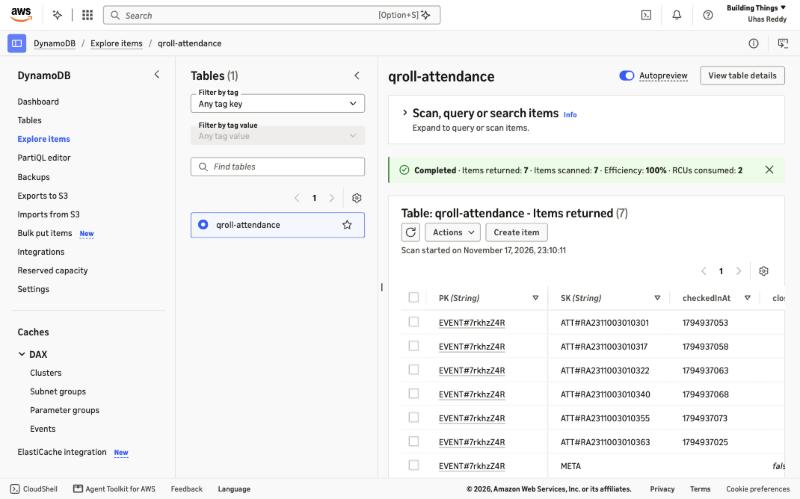 aws
Search
[Option+S]
Building Things
Uhas Reddy
DynamoDB / Explore items / qroll-attendance
DynamoDB
Dashboard
Tables
Explore items
PartiQL editor
Backups
Exports to S3
Imports from S3
Bulk put items New
Integrations
Reserved capacity
Settings
Caches
DAX
Clusters
Subnet groups
Parameter groups
Events
ElastiCache integration New
Tables (1)
Filter by tag
Any tag key
Filter by tag value
Any tag value
Find tables
1
qroll-attendance
qroll-attendance
Autopreview
View table details
Scan, query or search items Info
Expand to query or scan items.
Completed · Items returned: 7 · Items scanned: 7 · Efficiency: 100% · RCUs consumed: 2
Table: qroll-attendance - Items returned (7)
Actions
Create item
Scan started on November 17, 2026, 23:10:11
1
PK (String) SK (String) checkedInAt clos
EVENT#7rkhzZ4R ATT#RA2311003010301 1794937053
EVENT#7rkhzZ4R ATT#RA2311003010317 1794937058
EVENT#7rkhzZ4R ATT#RA2311003010322 1794937063
EVENT#7rkhzZ4R ATT#RA2311003010340 1794937068
EVENT#7rkhzZ4R ATT#RA2311003010355 1794937073
EVENT#7rkhzZ4R ATT#RA2311003010363 1794937025
EVENT#7rkhzZ4R META fals
CloudShell Agent Toolkit for AWS Feedback Language © 2026, Amazon Web Services, Inc. or its affiliates. Privacy Terms Cookie preferences